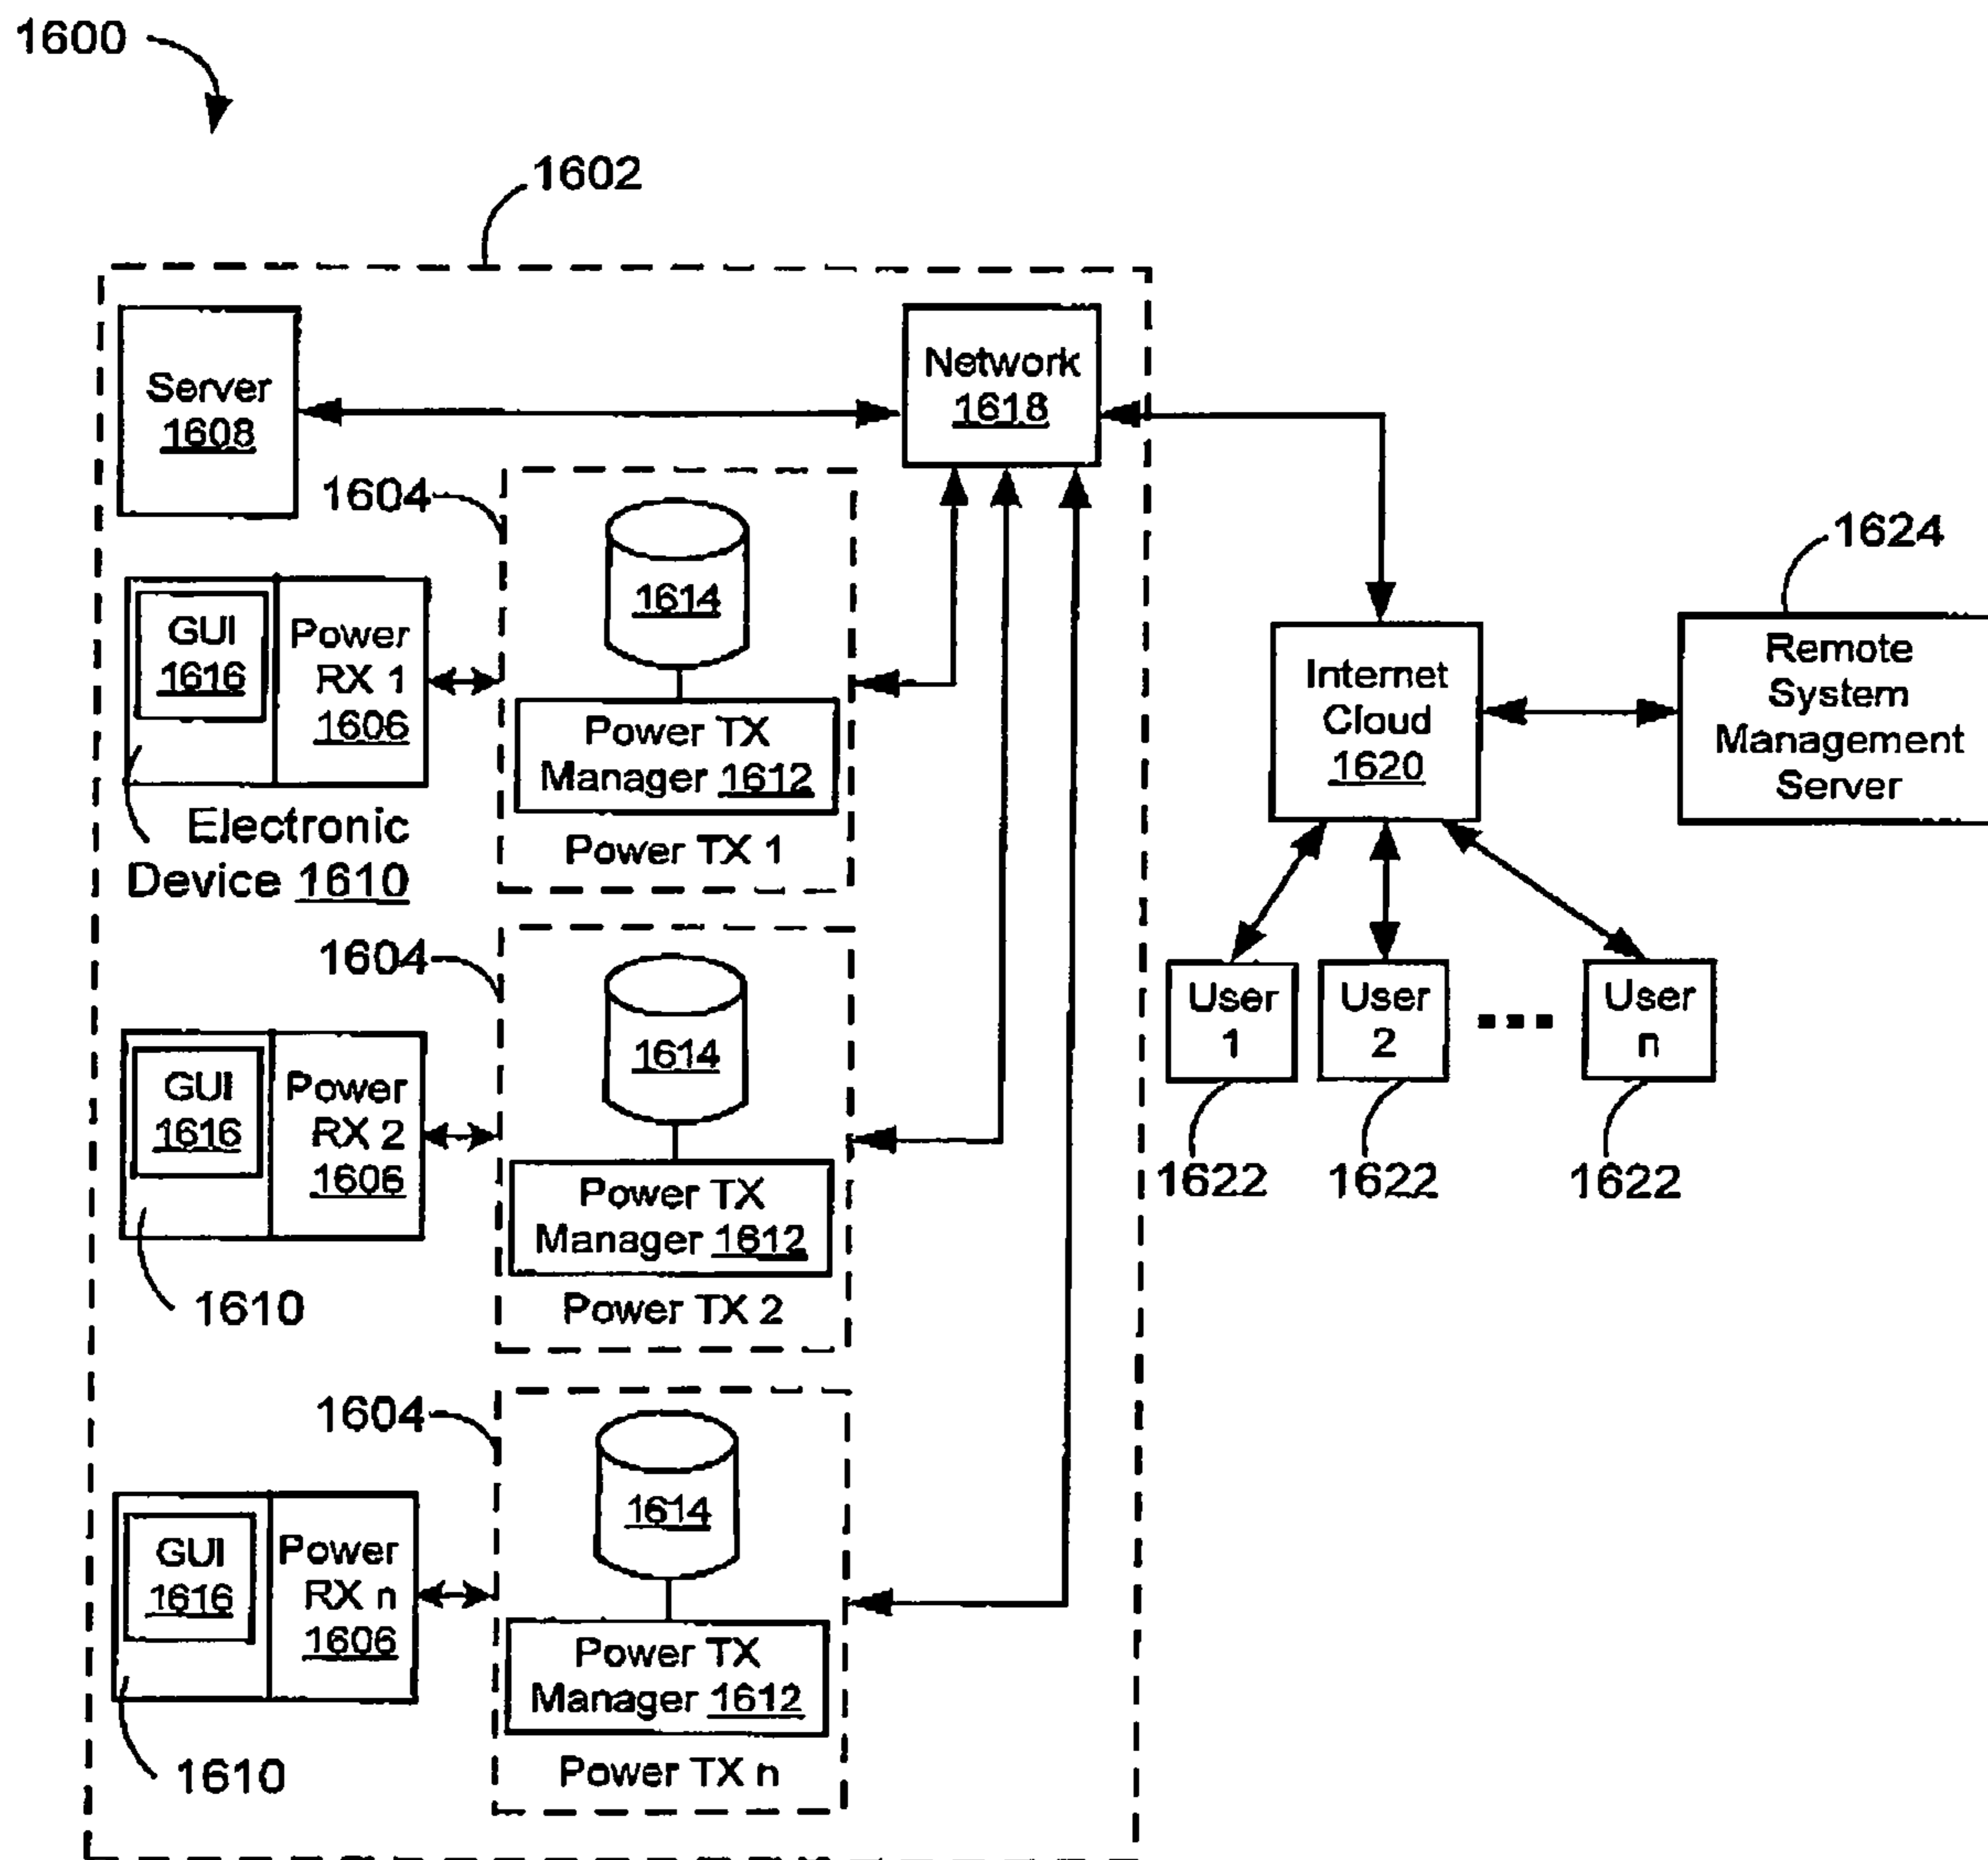 1600
1602
Server
1608
Network
1618
1604
1614
GUI
1616
Power
RX 1
1606
Power TX
Manager 1612
Power TX 1
Electronic
Device 1610
1604
1614
GUI
1616
Power
RX 2
1606
Power TX
Manager 1612
Power TX 2
1610
1604
1614
GUI
1616
Power
RX n
1606
Power TX
Manager 1612
Power TX n
1610
Internet
Cloud
1620
1624
Remote
System
Management
Server
User
1
User
2
User
n
1622
1622
1622